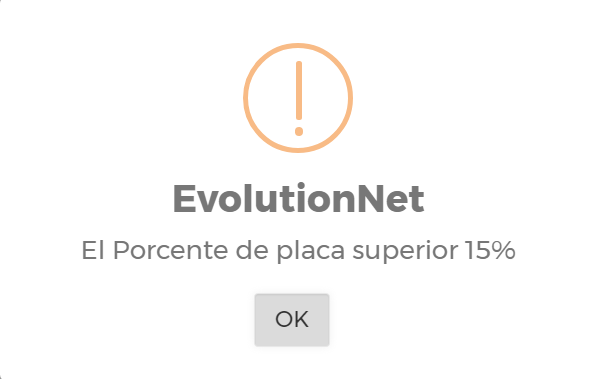 EvolutionNet
El Porcente de placa superior 15%
OK